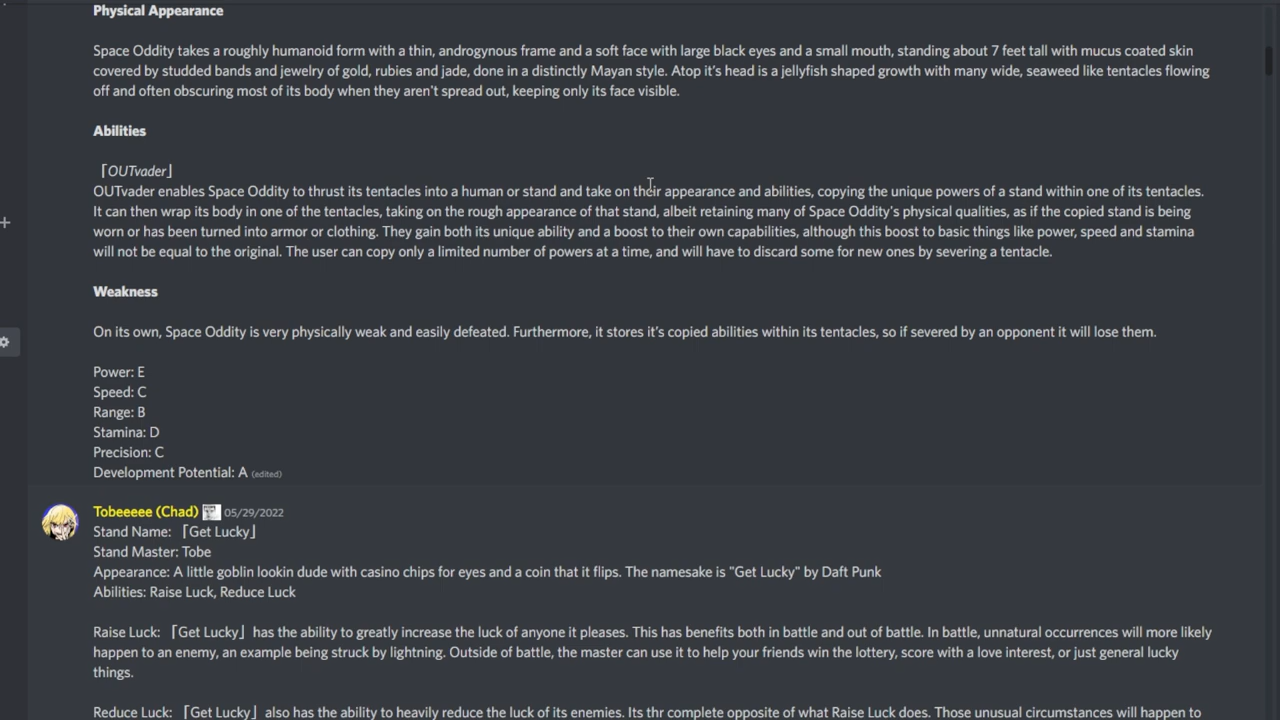 Physical Appearance
Space Oddity takes a roughly humanoid form with a thin, androgynous frame and a soft face with large black eyes and a small mouth, standing about 7 feet tall with mucus coated skin
covered by studded bands and jewelry of gold, rubies and jade, done in a distinctly Mayan style. Atop it's head is a jellyfish shaped growth with many wide, seaweed like tentacles flowing
off and often obscuring most of its body when they aren't spread out, keeping only its face visible.
Abilities
「OUTvader」
OUTvader enables Space Oddity to thrust its tentacles into a human or stand and take on their appearance and abilities, copying the unique powers of a stand within one of its tentacles.
It can then wrap its body in one of the tentacles, taking on the rough appearance of that stand, albeit retaining many of Space Oddity's physical qualities, as if the copied stand is being
worn or has been turned into armor or clothing. They gain both its unique ability and a boost to their own capabilities, although this boost to basic things like power, speed and stamina
will not be equal to the original. The user can copy only a limited number of powers at a time, and will have to discard some for new ones by severing a tentacle.
Weakness
On its own, Space Oddity is very physically weak and easily defeated. Furthermore, it stores it's copied abilities within its tentacles, so if severed by an opponent it will lose them.
Power: E
Speed: C
Range: B
Stamina: D
Precision: C
Development Potential: A (edited)
Tobeeeee (Chad) 05/29/2022
Stand Name: 「Get Lucky」
Stand Master: Tobe
Appearance: A little goblin lookin dude with casino chips for eyes and a coin that it flips. The namesake is "Get Lucky" by Daft Punk
Abilities: Raise Luck, Reduce Luck
Raise Luck: 「Get Lucky」 has the ability to greatly increase the luck of anyone it pleases. This has benefits both in battle and out of battle. In battle, unnatural occurrences will more likely
happen to an enemy, an example being struck by lightning. Outside of battle, the master can use it to help your friends win the lottery, score with a love interest, or just general lucky
things.
Reduce Luck: 「Get Lucky」 also has the ability to heavily reduce the luck of its enemies. Its thr complete opposite of what Raise Luck does. Those unusual circumstances will happen to